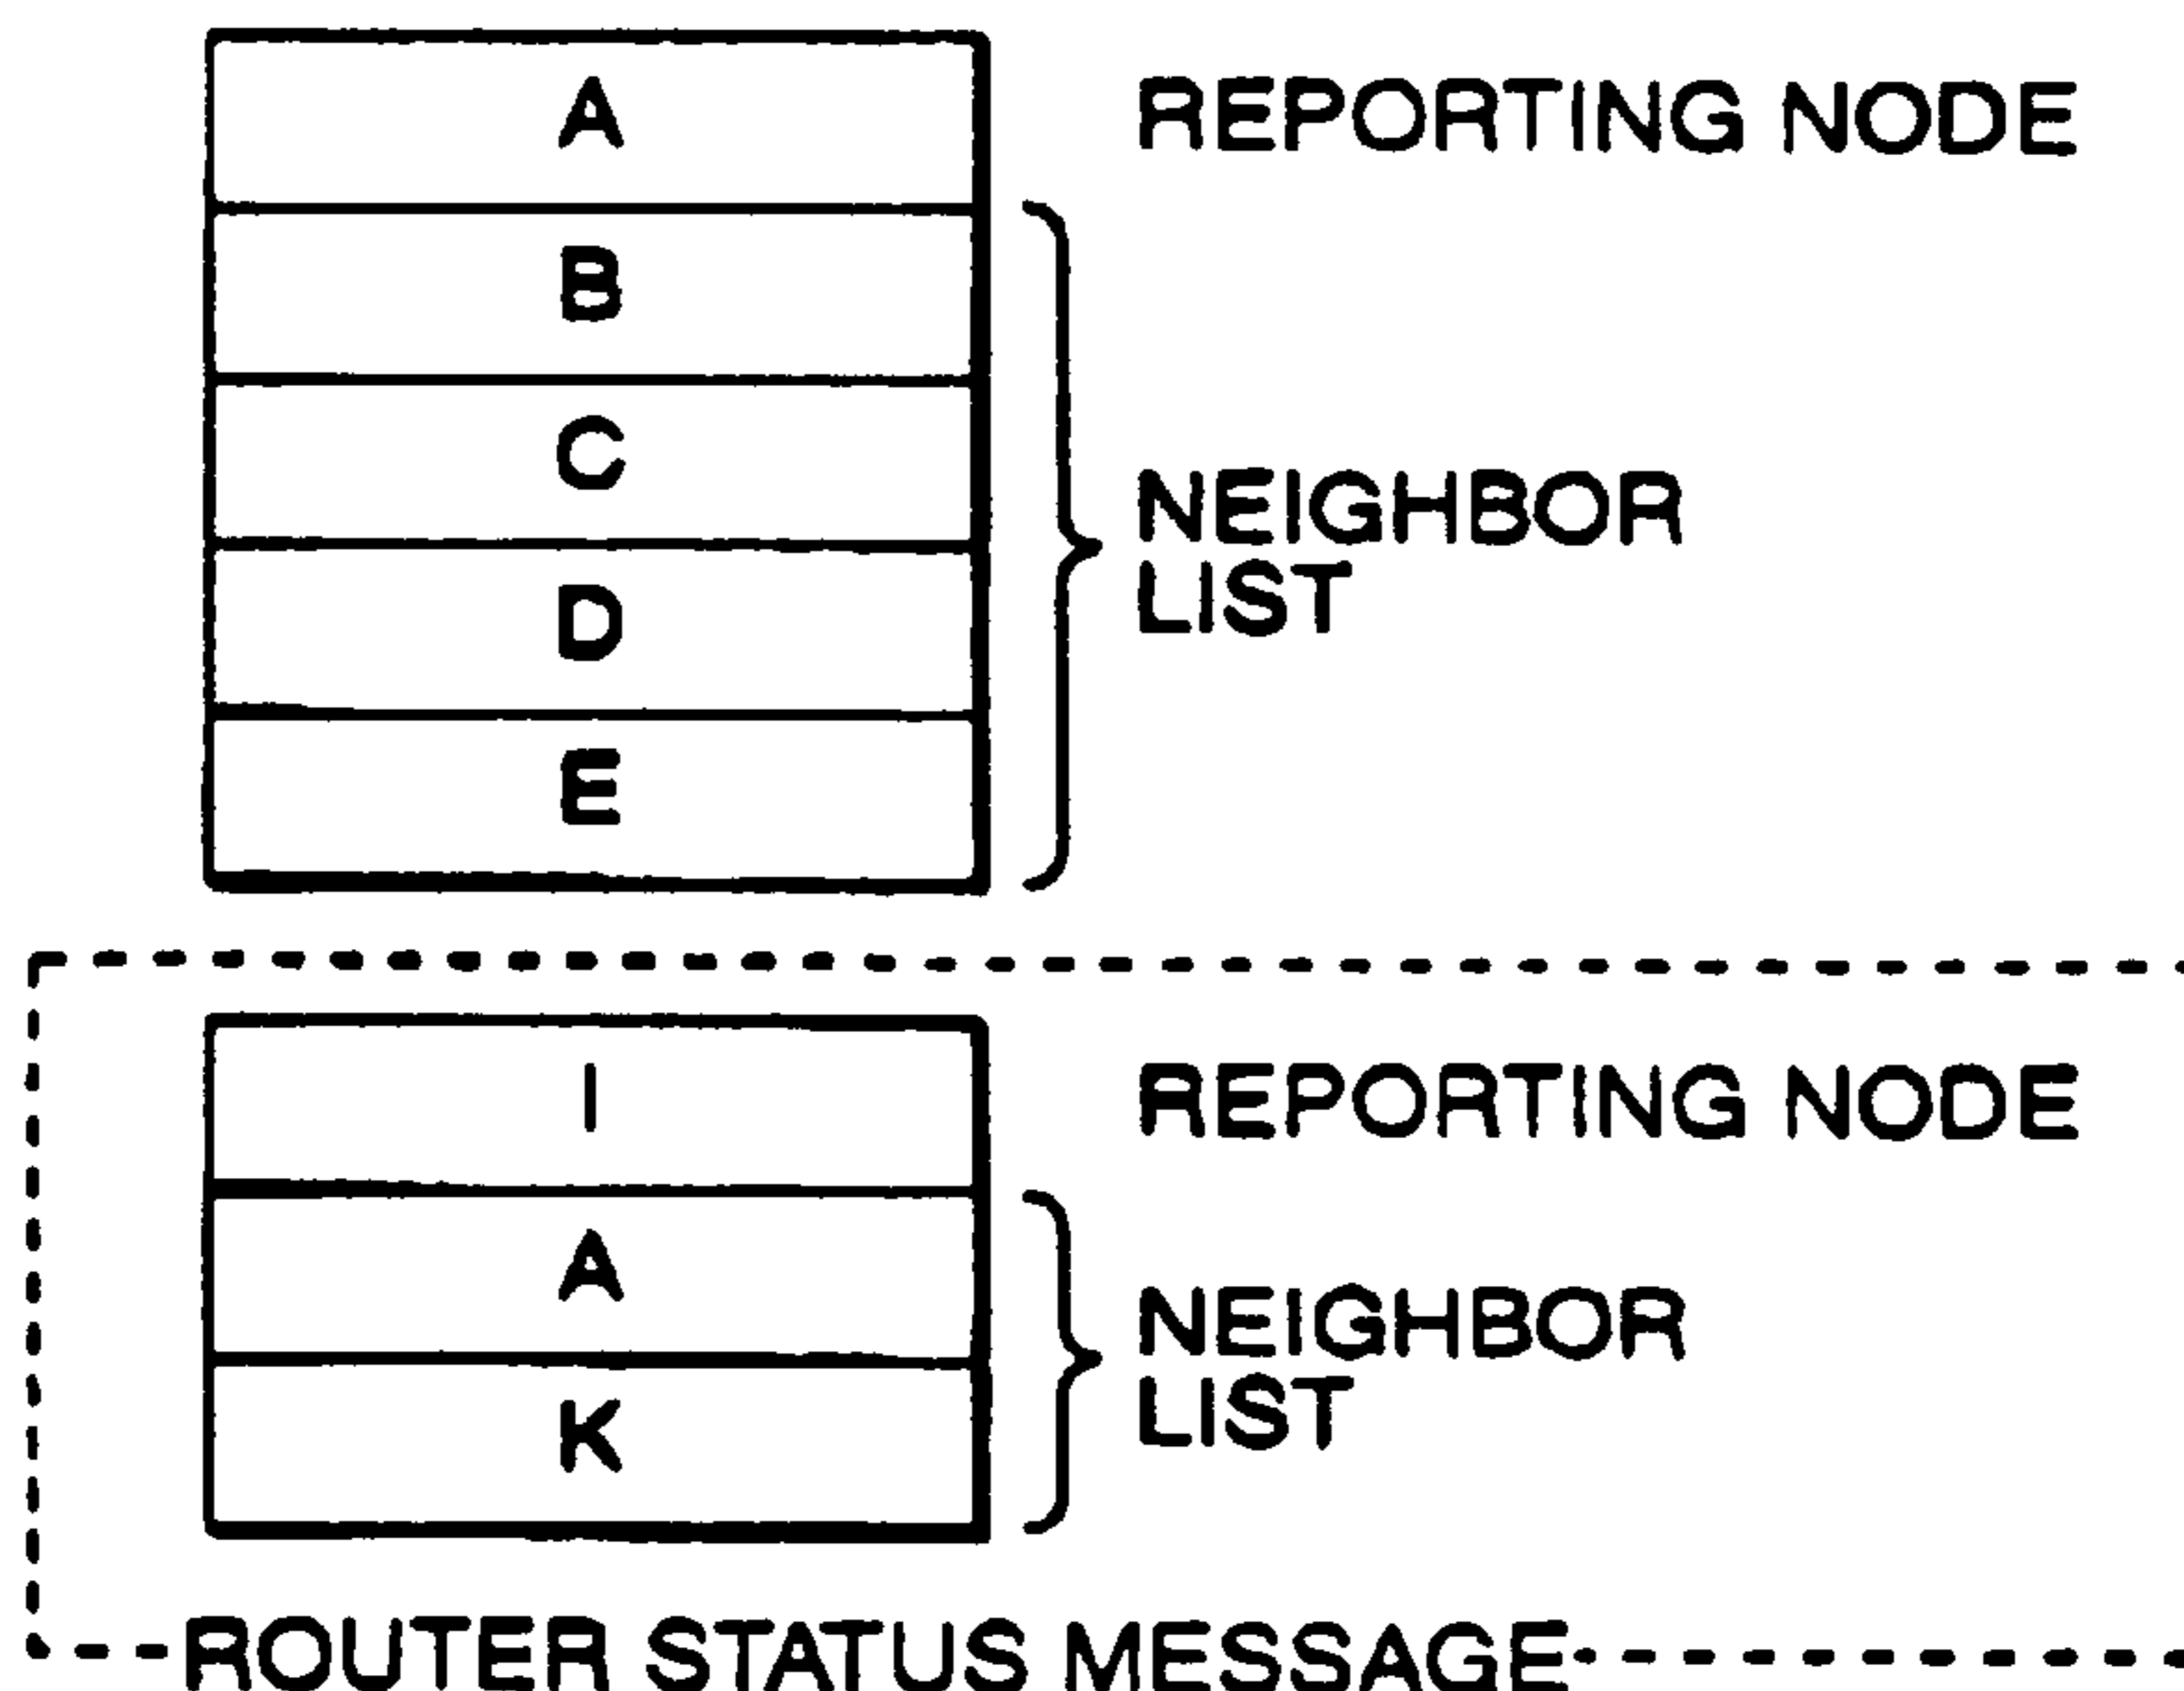 A REPORTING NODE
B
C
NEIGHBOR
LIST
D
E
I REPORTING NODE
A
NEIGHBOR
LIST
K
ROUTER STATUS MESSAGE